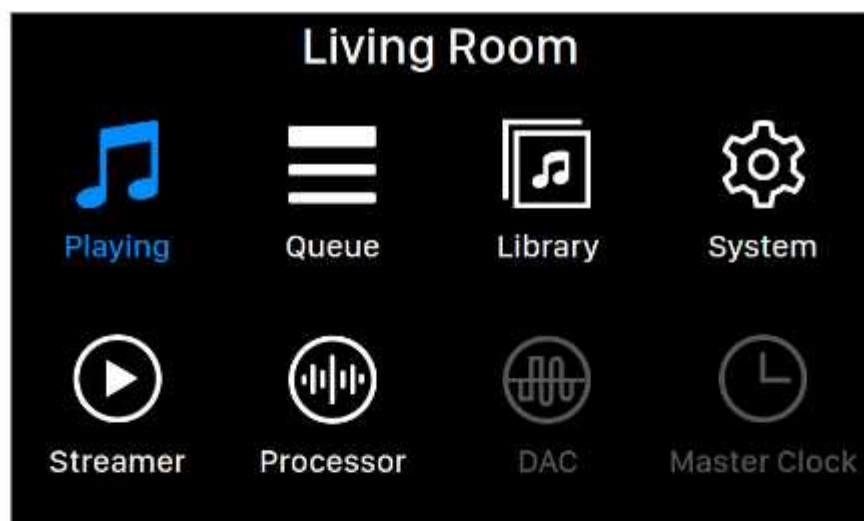 Living Room
Playing Queue Library System
Streamer Processor DAC Master Clock